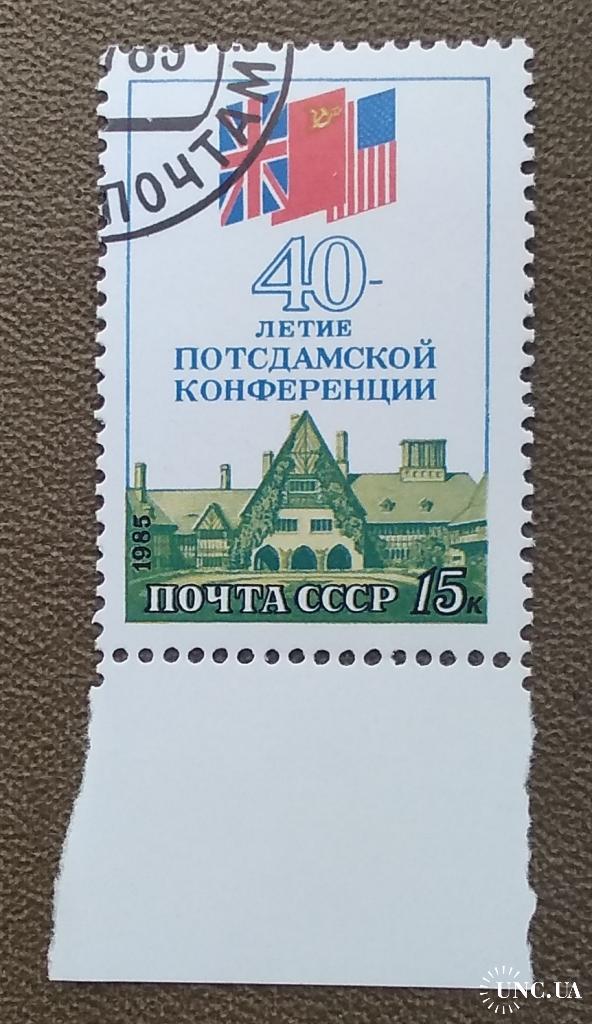 ПОЧТАМ
40-
ЛЕТИЕ
ПОТСДАМСКОЙ
КОНФЕРЕНЦИИ
1985
ПОЧТА СССР 15к
UNC.UA